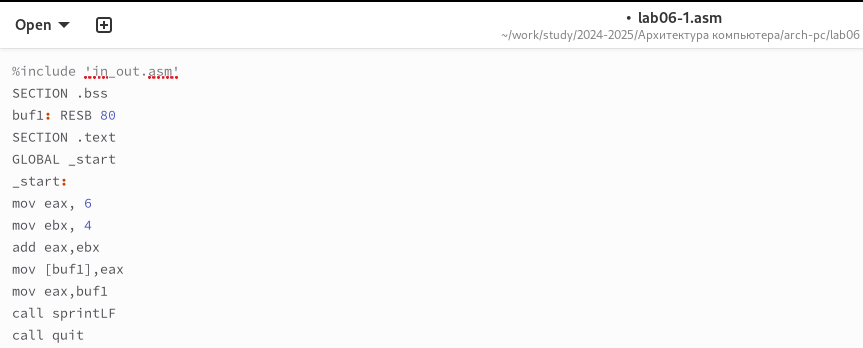 Open
• lab06-1.asm
~/work/study/2024-2025/Архитектура компьютера/arch-pc/lab06
%include 'in_out.asm'
SECTION .bss
buf1: RESB 80
SECTION .text
GLOBAL _start
_start:
mov eax, 6
mov ebx, 4
add eax,ebx
mov [buf1],eax
mov eax,buf1
call sprintLF
call quit